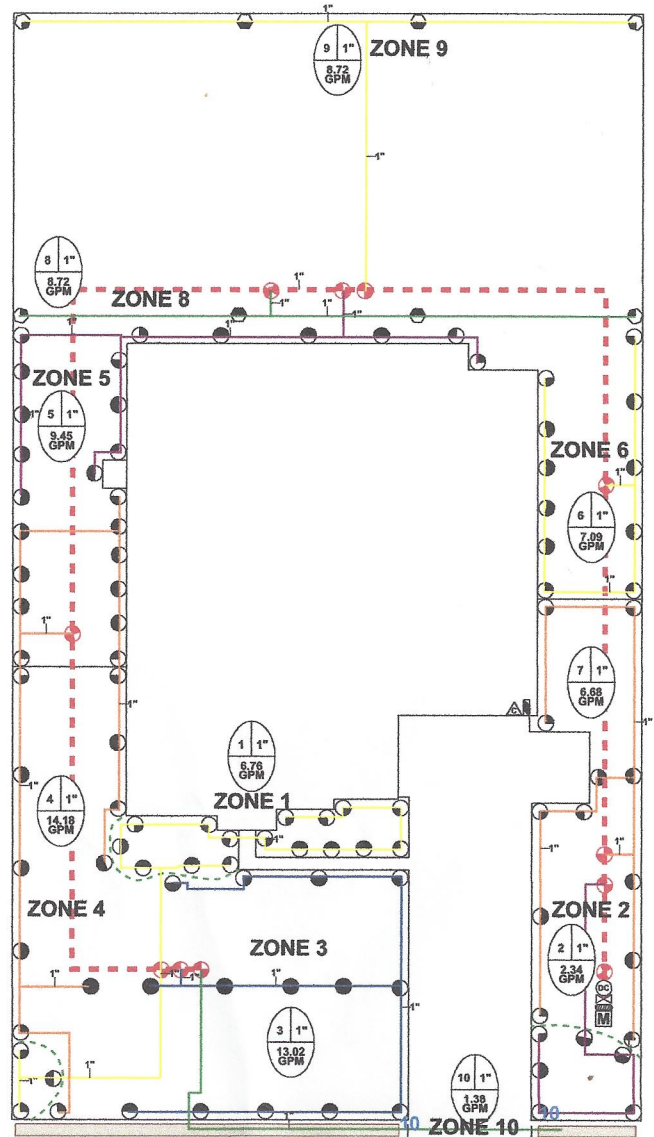 1"
9 1"
8.72
GPM
ZONE 9
1"
8 1"
8.72
GPM
1"
ZONE 8
1"
1"
1"
1"
1"
ZONE 5
1"
5 1"
9.45
GPM
ZONE 6
1"
6 1"
7.09
GPM
1"
1"
7 1"
6.68
GPM
1"
1"
C
1 1"
6.76
GPM
1"
4 1"
14.18
GPM
ZONE 1
1"
1"
1"
ZONE 4
ZONE 2
ZONE 3
2 1"
2.34
GPM
1"
1"
1"
1"
DC
M
1"
3 1"
13.02
GPM
1"
1"
10 1"
1.38
GPM
1"
10
ZONE 10
10